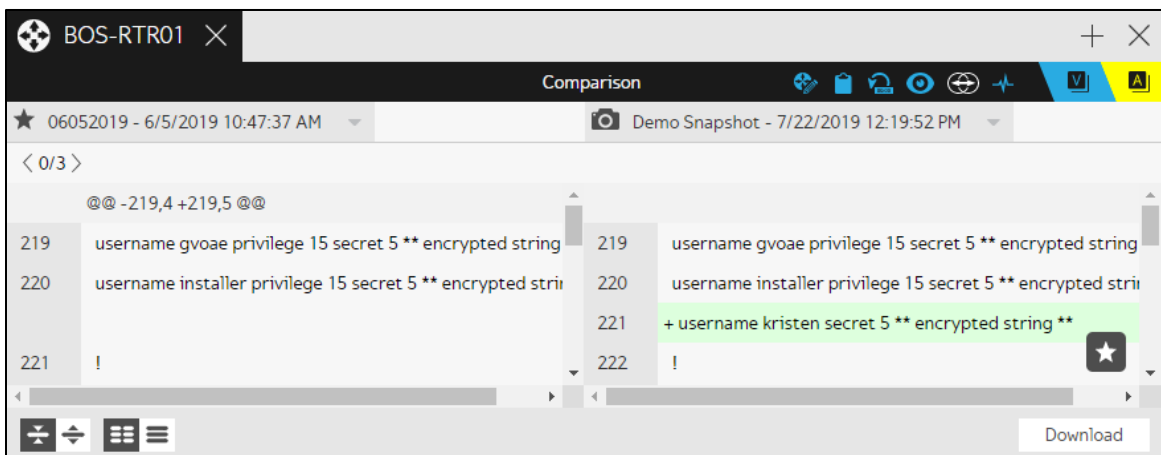 BOS-RTR01
Comparison
V
A
06052019 - 6/5/2019 10:47:37 AM
Demo Snapshot - 7/22/2019 12:19:52 PM
0/3
@@ -219,4 +219,5 @@
219 username gvoae privilege 15 secret 5 ** encrypted string
219 username gvoae privilege 15 secret 5 ** encrypted string
220 username installer privilege 15 secret 5 ** encrypted stri
220 username installer privilege 15 secret 5 ** encrypted stri
221 + username kristen secret 5 ** encrypted string **
221 !
222 !
Download